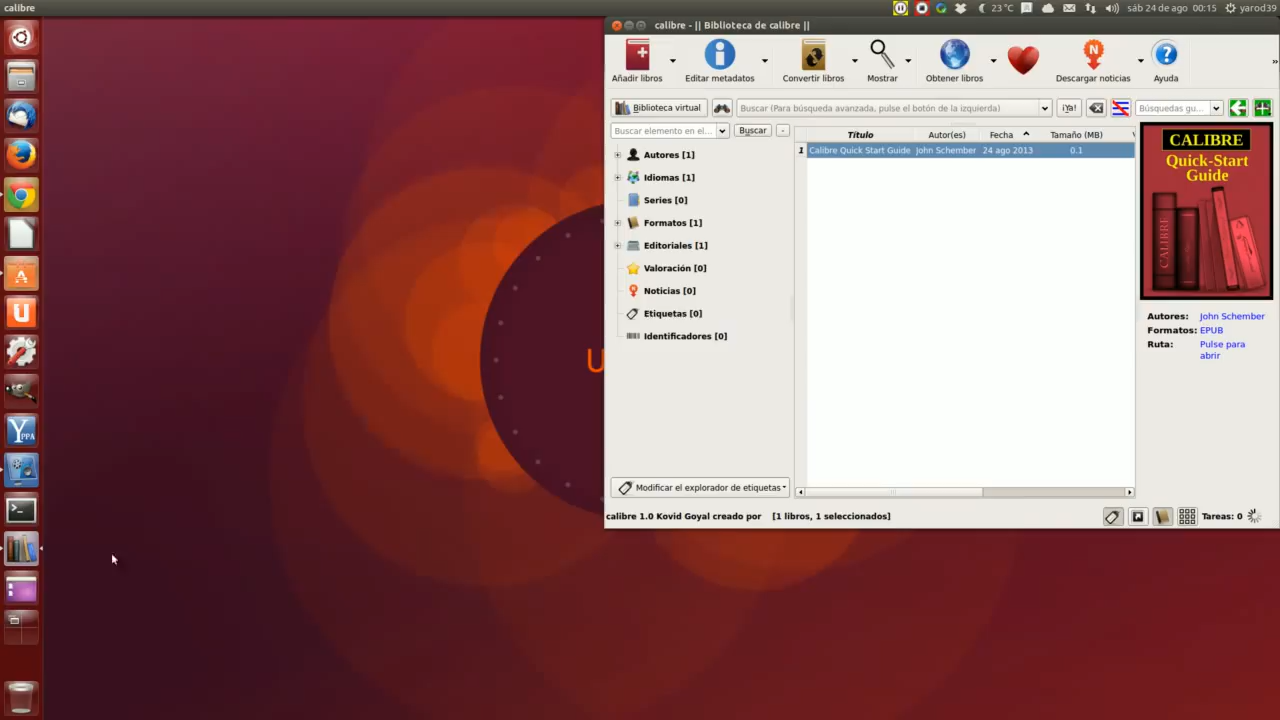 calibre
23 °C
sáb 24 de ago 00:15
yarod39
calibre - || Biblioteca de calibre ||
Añadir libros
Editar metadatos
Convertir libros
Mostrar
Obtener libros
Descargar noticias
Ayuda
»
Biblioteca virtual
Buscar (Para búsqueda avanzada, pulse el botón de la izquierda)
¡Ya!
Búsquedas gu...
Buscar elemento en el...
Buscar
-
Título Autor(es) Fecha Tamaño (MB)
1 Calibre Quick Start Guide John Schember 24 ago 2013 0.1
Autores [1]
Idiomas [1]
Series [0]
Formatos [1]
Editoriales [1]
Valoración [0]
Noticias [0]
Etiquetas [0]
Identificadores [0]
CALIBRE
Quick-Start
Guide
CALIBRE
Autores: John Schember
Formatos: EPUB
Ruta: Pulse para
abrir
U
YPPA
Modificar el explorador de etiquetas
calibre 1.0 Kovid Goyal creado por [1 libros, 1 seleccionados]
Tareas: 0